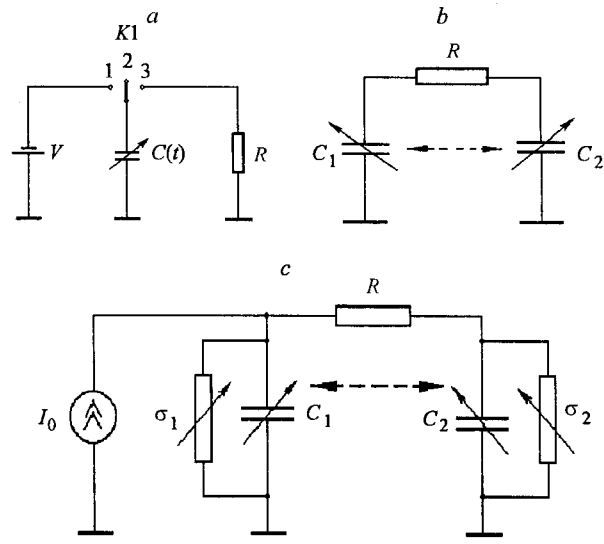 a
K1
1 2 3
V
C(t)
R
b
R
C₁
C₂
c
R
I₀
σ₁
C₁
C₂
σ₂